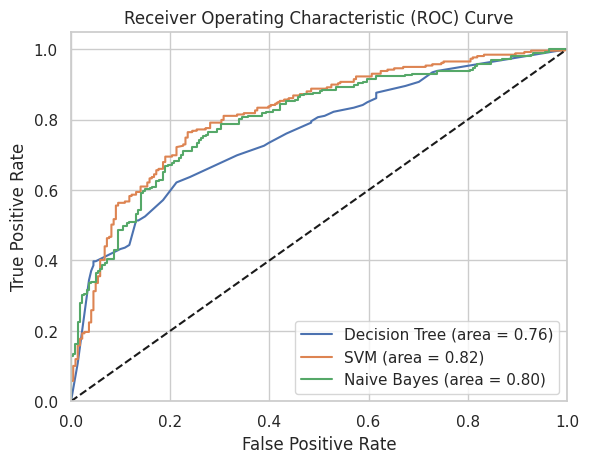 Receiver Operating Characteristic (ROC) Curve
True Positive Rate
1.0
0.8
0.6
0.4
0.2
0.0
Decision Tree (area = 0.76)
SVM (area = 0.82)
Naive Bayes (area = 0.80)
0.0 0.2 0.4 0.6 0.8 1.0
False Positive Rate